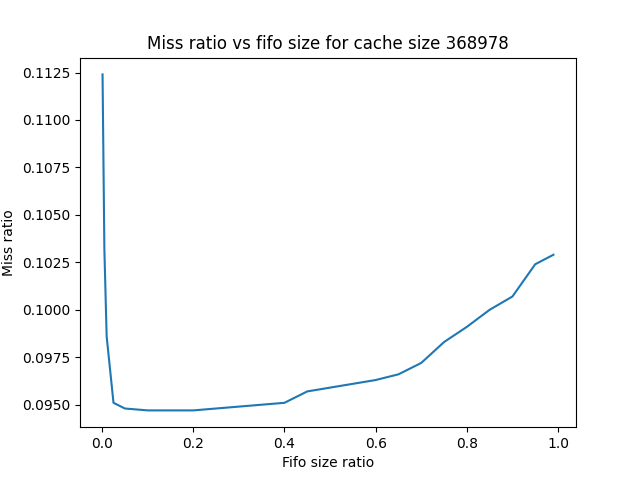 Miss ratio vs fifo size for cache size 368978
0.1125
0.1100
0.1075
0.1050
0.1025
0.1000
0.0975
0.0950
Miss ratio
0.0 0.2 0.4 0.6 0.8 1.0
Fifo size ratio